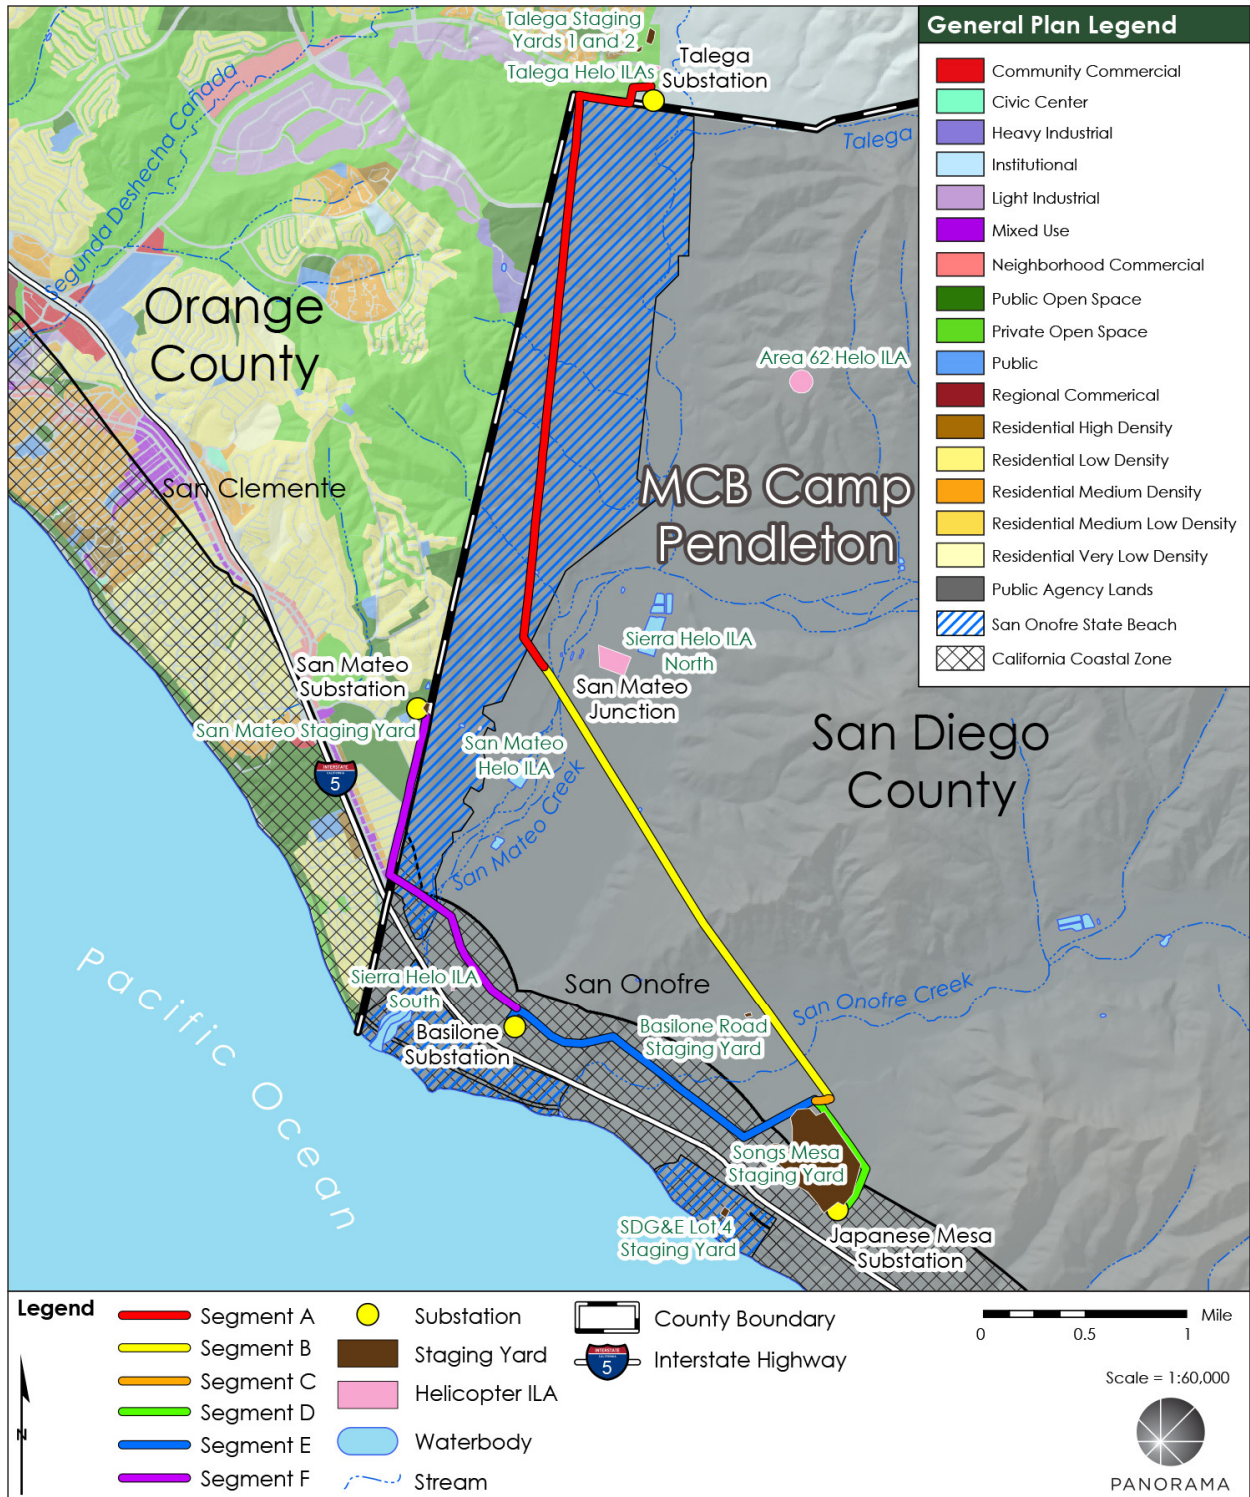 Talega Staging
Yards 1 and 2
Talega Helo ILAs
Talega
Substation
Talega
Segunda Deshecha Cañada
Orange
County
San Clemente
Area 62 Helo ILA
MCB Camp
Pendleton
Sierra Helo ILA
North
San Mateo
Junction
San Mateo
Substation
San Mateo Staging Yard
San Mateo
Helo ILA
San Mateo Creek
INTERSTATE
CALIFORNIA
5
San Diego
County
Pacific Ocean
Sierra Helo ILA
South
San Onofre
San Onofre Creek
Basilone
Substation
Basilone Road
Staging Yard
Songs Mesa
Staging Yard
SDG&E Lot 4
Staging Yard
Japanese Mesa
Substation
General Plan Legend
Community Commercial
Civic Center
Heavy Industrial
Institutional
Light Industrial
Mixed Use
Neighborhood Commercial
Public Open Space
Private Open Space
Public
Regional Commerical
Residential High Density
Residential Low Density
Residential Medium Density
Residential Medium Low Density
Residential Very Low Density
Public Agency Lands
San Onofre State Beach
California Coastal Zone
Legend
N
Segment A
Segment B
Segment C
Segment D
Segment E
Segment F
Substation
Staging Yard
Helicopter ILA
Waterbody
Stream
County Boundary
INTERSTATE
CALIFORNIA
5
Interstate Highway
Mile
0 0.5 1
Scale = 1:60,000
PANORAMA